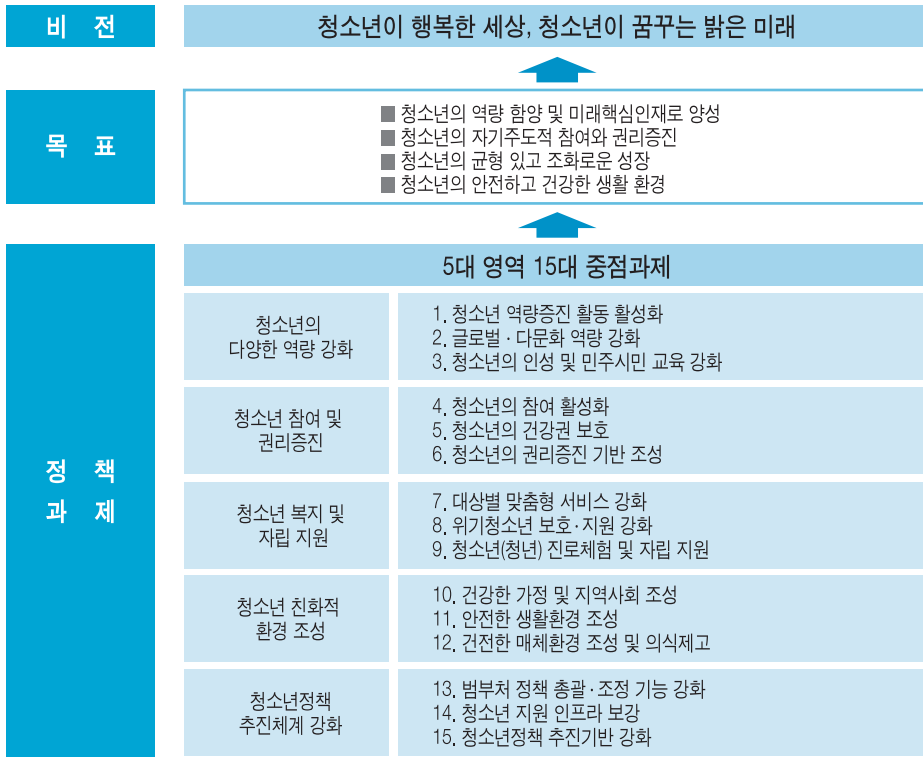 비 전
청소년이 행복한 세상, 청소년이 꿈꾸는 밝은 미래
목 표
■ 청소년의 역량 함양 및 미래핵심인재로 양성
■ 청소년의 자기주도적 참여와 권리증진
■ 청소년의 균형 있고 조화로운 성장
■ 청소년의 안전하고 건강한 생활 환경
정 책
과 제
5대 영역 15대 중점과제
청소년의
다양한 역량 강화
1. 청소년 역량증진 활동 활성화
2. 글로벌·다문화 역량 강화
3. 청소년의 인성 및 민주시민 교육 강화
청소년 참여 및
권리증진
4. 청소년의 참여 활성화
5. 청소년의 건강권 보호
6. 청소년의 권리증진 기반 조성
청소년 복지 및
자립 지원
7. 대상별 맞춤형 서비스 강화
8. 위기청소년 보호·지원 강화
9. 청소년(청년) 진로체험 및 자립 지원
청소년 친화적
환경 조성
10. 건강한 가정 및 지역사회 조성
11. 안전한 생활환경 조성
12. 건전한 매체환경 조성 및 의식제고
청소년정책
추진체계 강화
13. 범부처 정책 총괄·조정 기능 강화
14. 청소년 지원 인프라 보강
15. 청소년정책 추진기반 강화